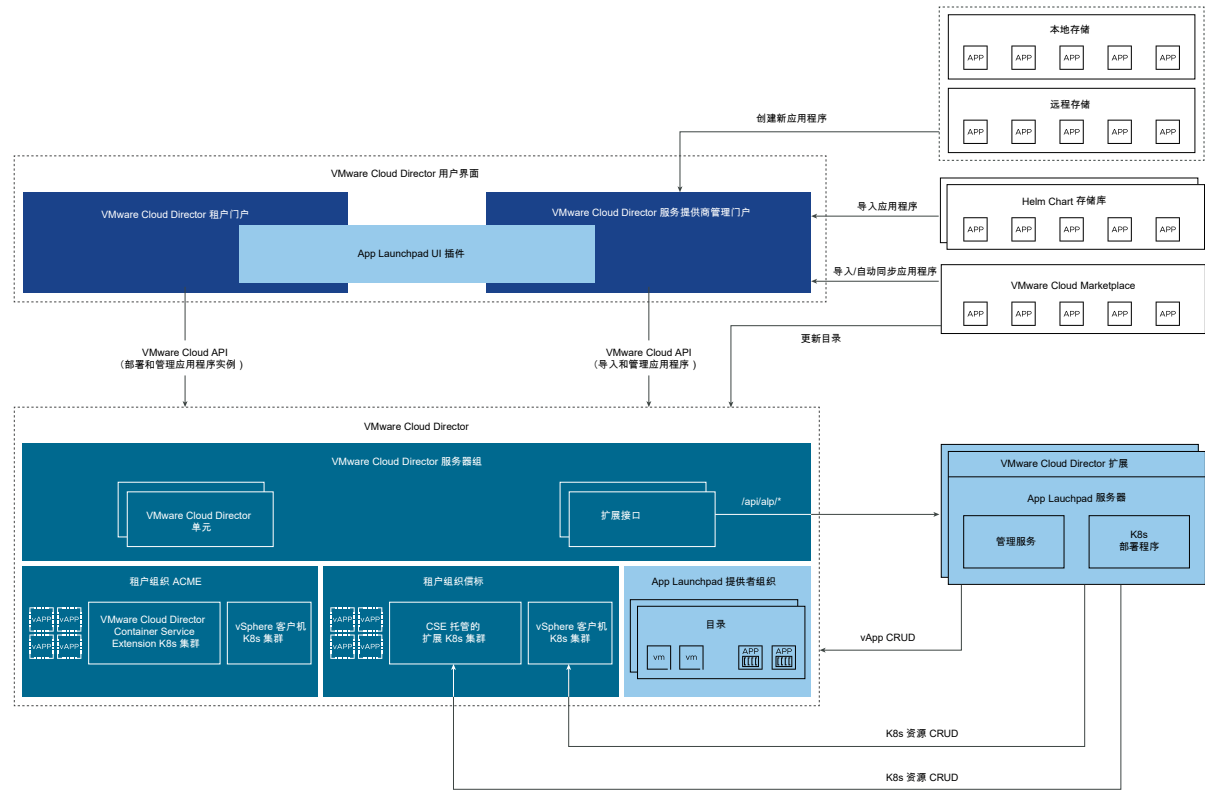 本地存储
APP APP APP APP APP
远程存储
APP APP APP APP APP
创建新应用程序
VMware Cloud Director 用户界面
VMware Cloud Director 租户门户
VMware Cloud Director 服务提供商管理门户
App Launchpad UI 插件
导入应用程序
Helm Chart 存储库
APP APP APP APP APP
导入/自动同步应用程序
VMware Cloud Marketplace
APP APP APP APP APP
更新目录
VMware Cloud API
（部署和管理应用程序实例）
VMware Cloud API
（导入和管理应用程序）
VMware Cloud Director
VMware Cloud Director 服务器组
VMware Cloud Director
单元
扩展接口
/api/alp/*
VMware Cloud Director 扩展
App Lauchpad 服务器
管理服务
K8s
部署程序
租户组织 ACME
vAPP vAPP
vAPP vAPP
VMware Cloud Director
Container Service
Extension K8s 集群
vSphere 客户机
K8s 集群
租户组织信标
vAPP vAPP
vAPP vAPP
CSE 托管的
扩展 K8s 集群
vSphere 客户机
K8s 集群
App Launchpad 提供者组织
目录
vm vm APP APP
vApp CRUD
K8s 资源 CRUD
K8s 资源 CRUD